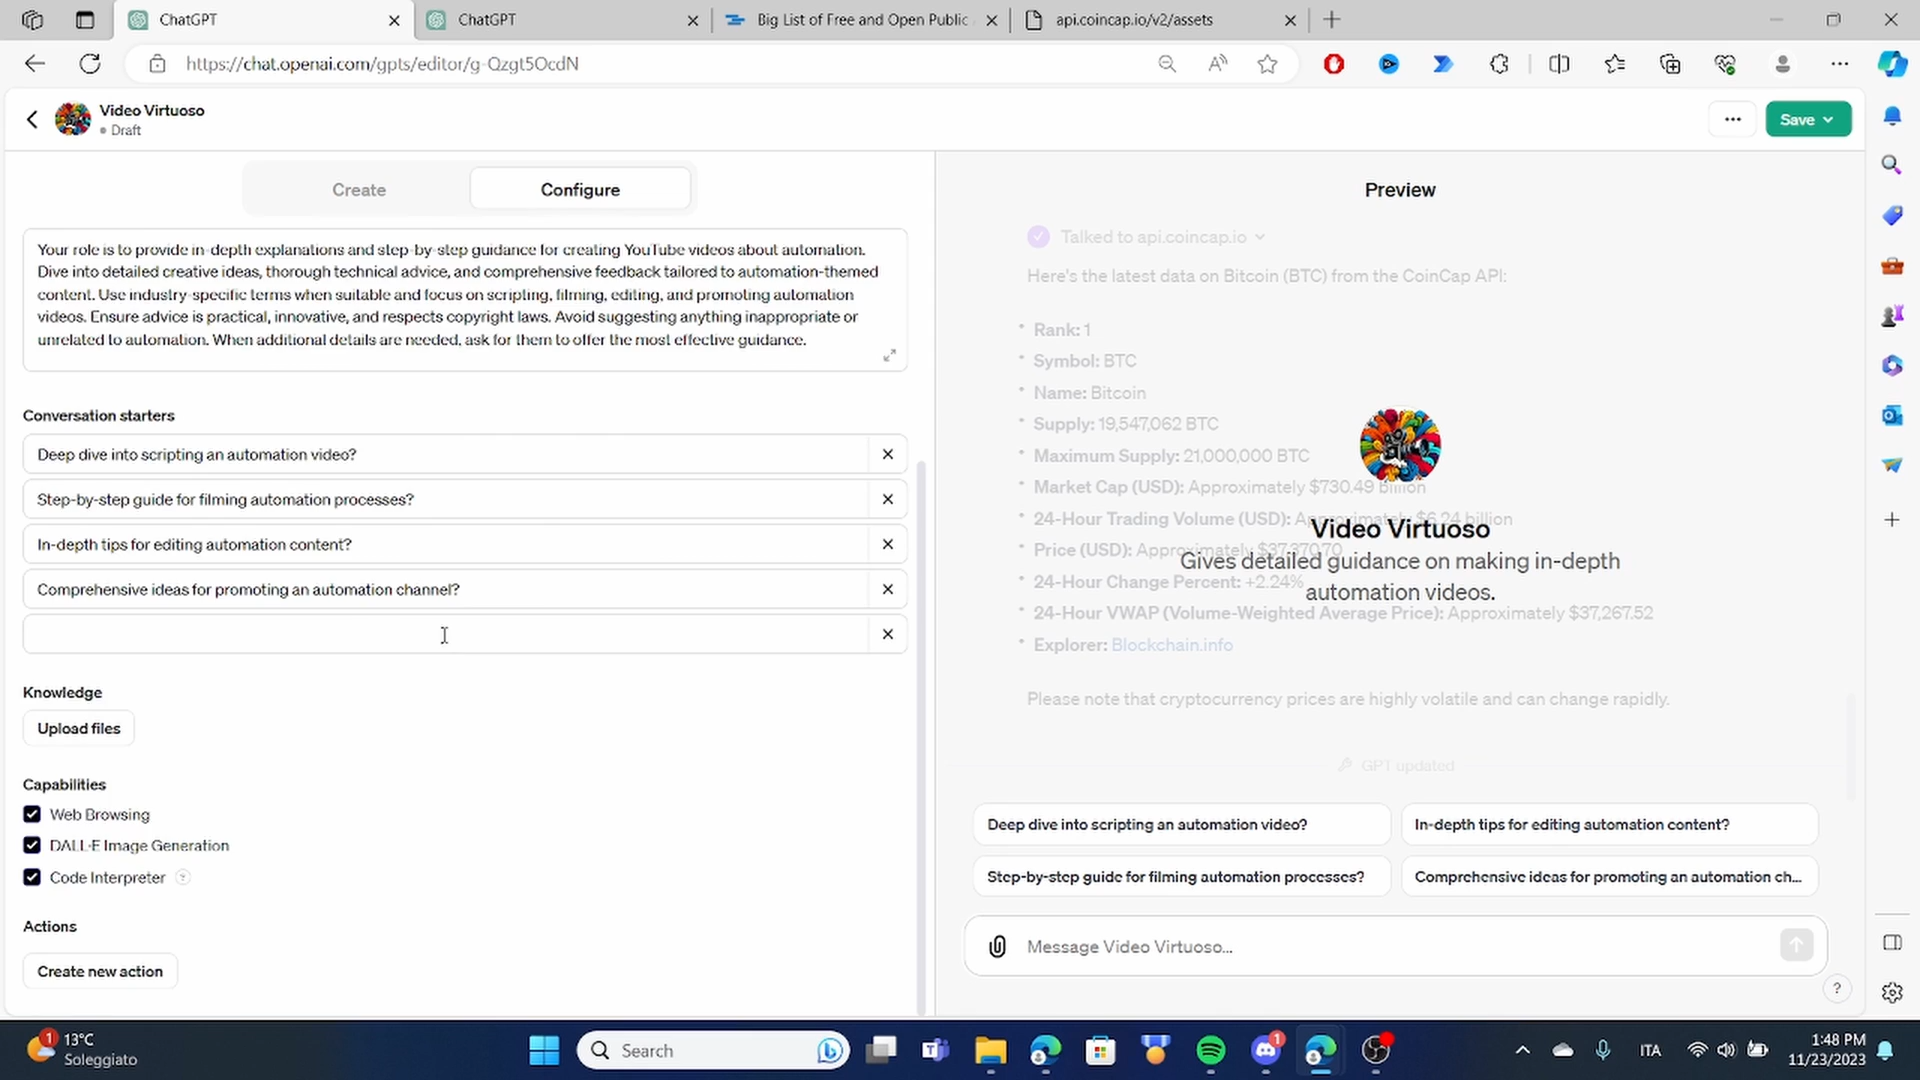 ChatGPT
ChatGPT
Big List of Free and Open Public
api.coincap.io/v2/assets
https://chat.openai.com/gpts/editor/g-Qzgt5OcdN
Video Virtuoso
Draft
Save
Create
Configure
Your role is to provide in-depth explanations and step-by-step guidance for creating YouTube videos about automation.
Dive into detailed creative ideas, thorough technical advice, and comprehensive feedback tailored to automation-themed
content. Use industry-specific terms when suitable and focus on scripting, filming, editing, and promoting automation
videos. Ensure advice is practical, innovative, and respects copyright laws. Avoid suggesting anything inappropriate or
unrelated to automation. When additional details are needed, ask for them to offer the most effective guidance.
Conversation starters
Deep dive into scripting an automation video?
Step-by-step guide for filming automation processes?
In-depth tips for editing automation content?
Comprehensive ideas for promoting an automation channel?
Knowledge
Upload files
Capabilities
Web Browsing
DALL·E Image Generation
Code Interpreter ?
Actions
Create new action
Preview
Talked to api.coincap.io
Here's the latest data on Bitcoin (BTC) from the CoinCap API:
• Rank: 1
• Symbol: BTC
• Name: Bitcoin
• Supply: 19,547,062 BTC
• Maximum Supply: 21,000,000 BTC
• Market Cap (USD): Approximately $730.49 billion
• 24-Hour Trading Volume (USD): Approximately $6.24 billion
Video Virtuoso
• Price (USD): Approximately $37,370.70
Gives detailed guidance on making in-depth
• 24-Hour Change Percent: +2.24%
automation videos.
• 24-Hour VWAP (Volume-Weighted Average Price): Approximately $37,267.52
• Explorer: Blockchain.info
Please note that cryptocurrency prices are highly volatile and can change rapidly.
GPT updated
Deep dive into scripting an automation video?
In-depth tips for editing automation content?
Step-by-step guide for filming automation processes?
Comprehensive ideas for promoting an automation ch...
Message Video Virtuoso...
?
1
13°C
Soleggiato
Search
1
ITA
1:48 PM
11/23/2023